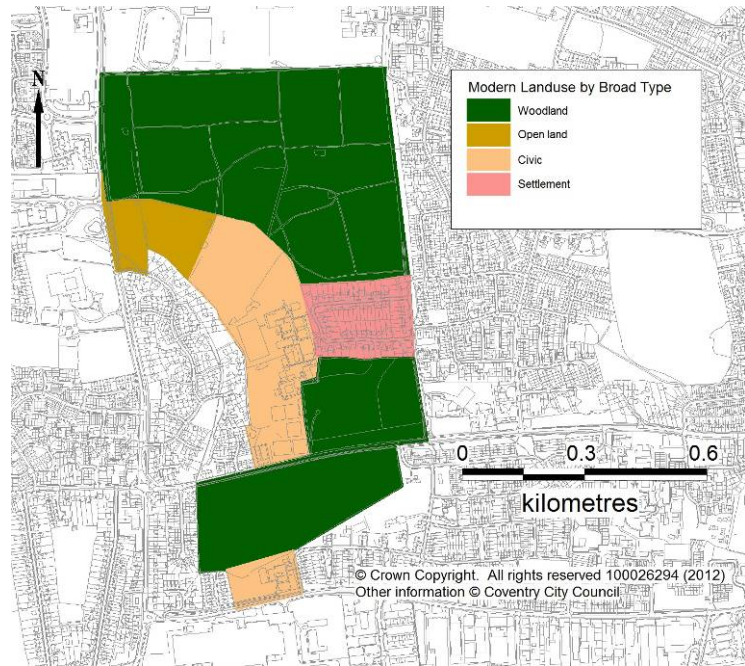 N
Modern Landuse by Broad Type
Woodland
Open land
Civic
Settlement
0 0.3 0.6
kilometres
© Crown Copyright. All rights reserved 100026294 (2012)
Other information © Coventry City Council